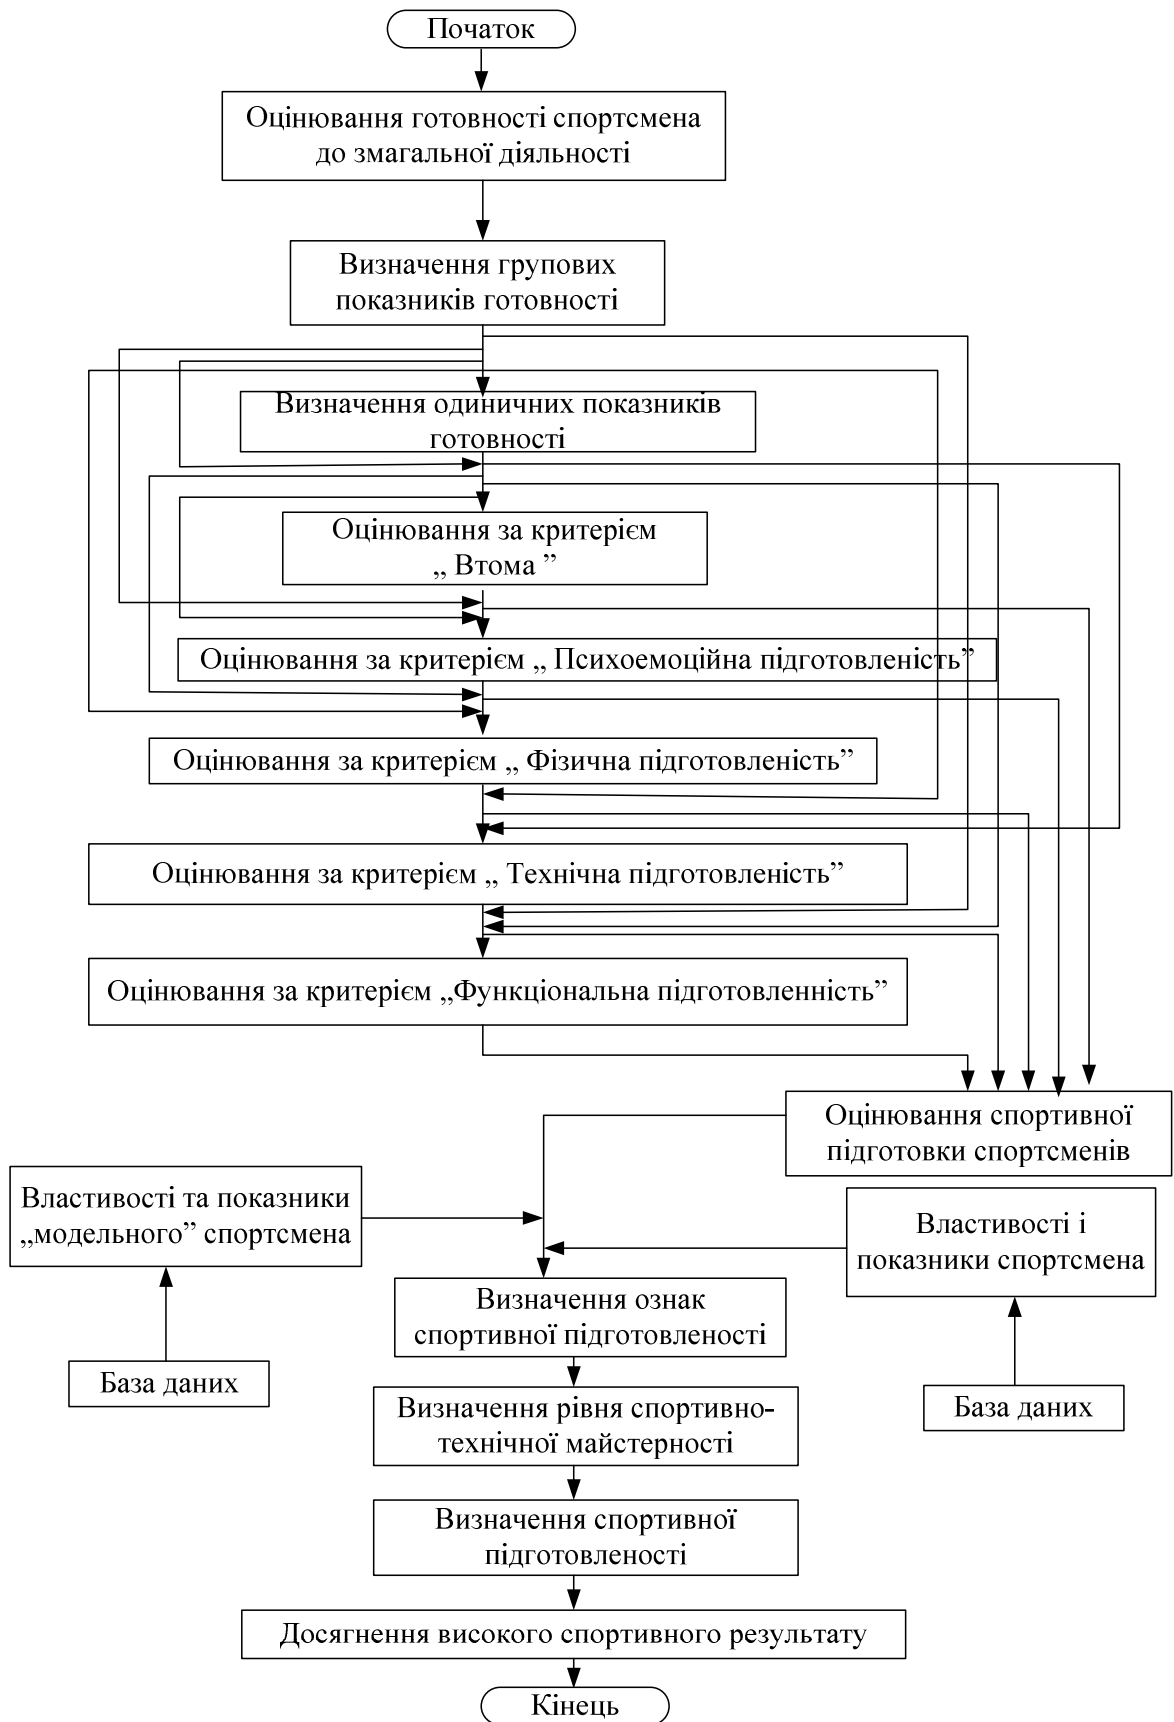 Початок
Оцінювання готовності спортсмена
до змагальної діяльності
Визначення групових
показників готовності
Визначення одиничних показників
готовності
Оцінювання за критерієм
„ Втома ”
Оцінювання за критерієм „ Психоемоційна підготовленість”
Оцінювання за критерієм „ Фізична підготовленість”
Оцінювання за критерієм „ Технічна підготовленість”
Оцінювання за критерієм „Функціональна підготовленність”
Оцінювання спортивної
підготовки спортсменів
Властивості та показники
„модельного” спортсмена
Властивості і
показники спортсмена
Визначення ознак
спортивної підготовленості
База даних
База даних
Визначення рівня спортивно-
технічної майстерності
Визначення спортивної
підготовленості
Досягнення високого спортивного результату
Кінець